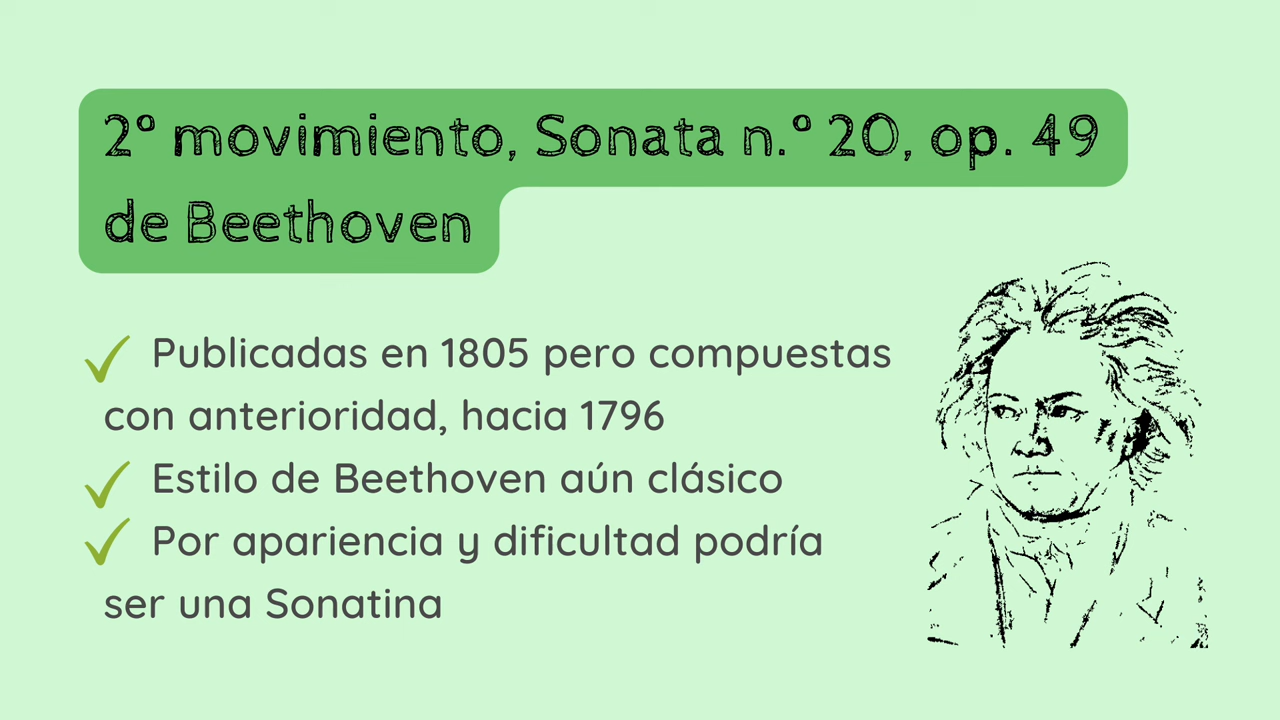 2º movimiento, Sonata n.º 20, op. 49
de Beethoven
Publicadas en 1805 pero compuestas
con anterioridad, hacia 1796
Estilo de Beethoven aún clásico
Por apariencia y dificultad podría
ser una Sonatina